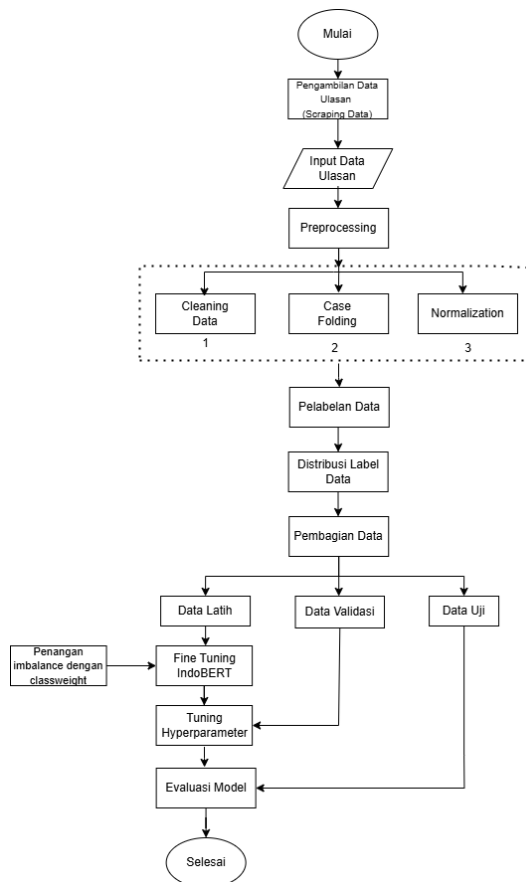 Mulai
Pengambilan Data
Ulasan
(Scraping Data)
Input Data
Ulasan
Preprocessing
Cleaning
Data
Case
Folding
Normalization
1
2
3
Pelabelan Data
Distribusi Label
Data
Pembagian Data
Data Latih
Data Validasi
Data Uji
Penangan
imbalance dengan
classweight
Fine Tuning
IndoBERT
Tuning
Hyperparameter
Evaluasi Model
Selesai